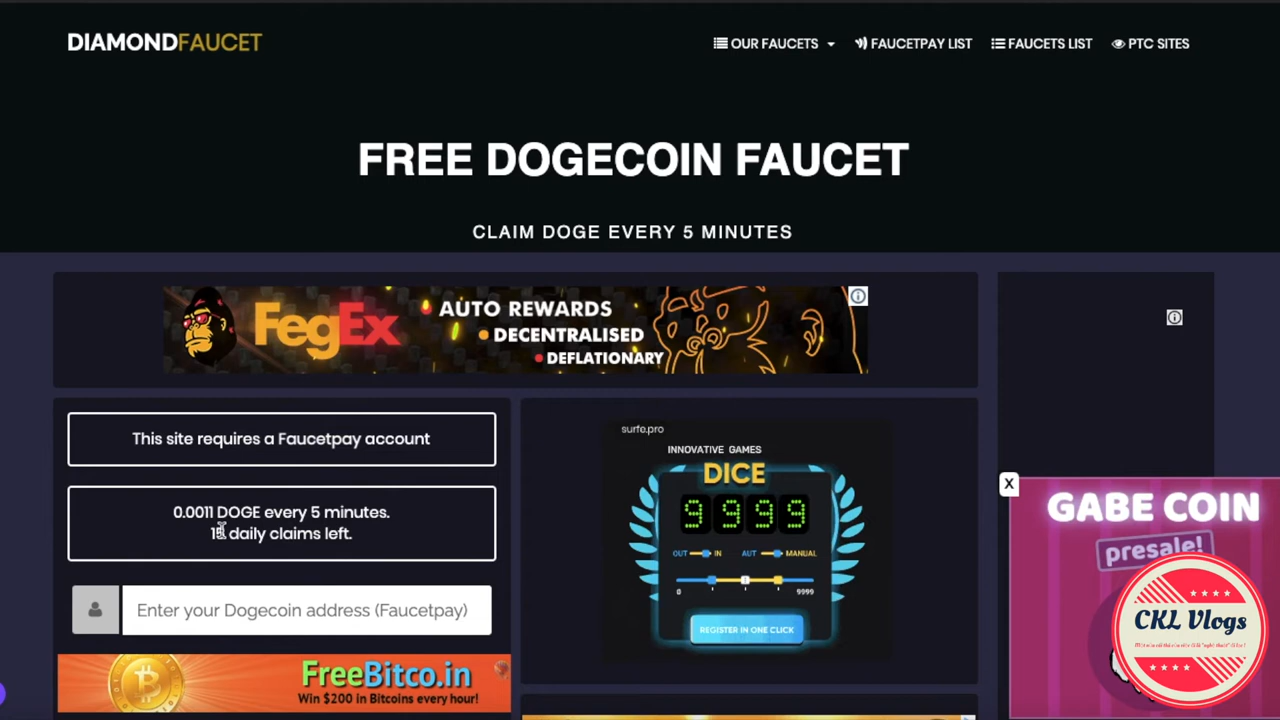 DIAMONDFAUCET
OUR FAUCETS
FAUCETPAY LIST
FAUCETS LIST
PTC SITES
FREE DOGECOIN FAUCET
CLAIM DOGE EVERY 5 MINUTES
FegEx
AUTO REWARDS
DECENTRALISED
DEFLATIONARY
This site requires a Faucetpay account
0.0011 DOGE every 5 minutes.
daily claims left.
Enter your Dogecoin address (Faucetpay)
FreeBitco.in
Win $200 in Bitcoins every hour!
surfe.pro
INNOVATIVE GAMES
DICE
9999
OUT IN AUT MANUAL
0 9999
REGISTER IN ONE CLICK
X
GABE COIN
presale!
CKL Vlogs